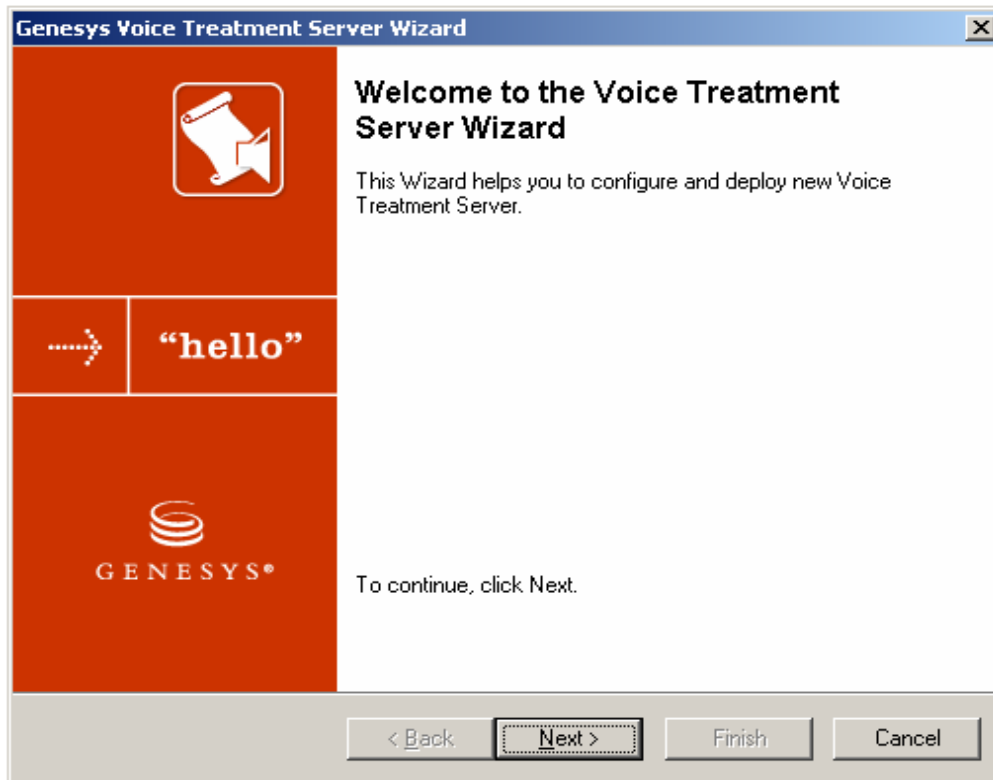 Genesys Voice Treatment Server Wizard
Welcome to the Voice Treatment
Server Wizard
This Wizard helps you to configure and deploy new Voice
Treatment Server.
“hello”
GENESYS®
To continue, click Next.
< Back
Next >
Finish
Cancel